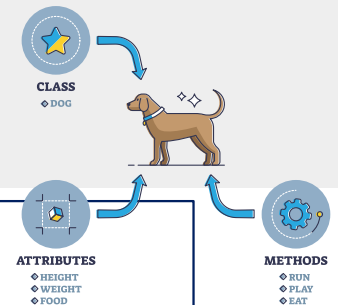 CLASS
DOG
ATTRIBUTES
HEIGHT
WEIGHT
FOOD
METHODS
RUN
PLAY
EAT